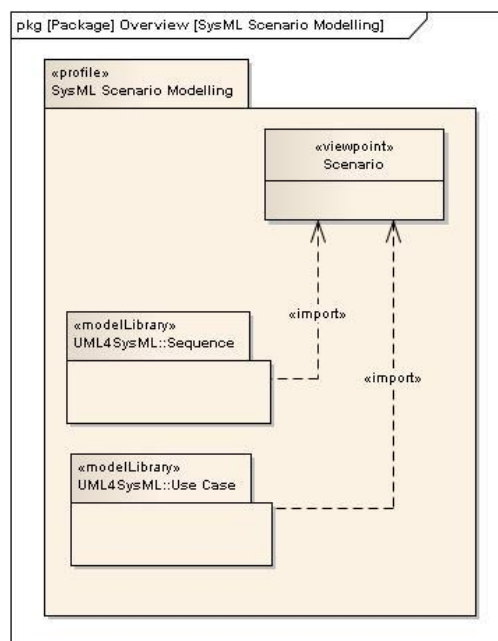 pkg [Package] Overview [SysML Scenario Modelling]
«profile»
SysML Scenario Modelling
«viewpoint»
Scenario
«import»
«modelLibrary»
UML4SysML::Sequence
«import»
«modelLibrary»
UML4SysML::Use Case